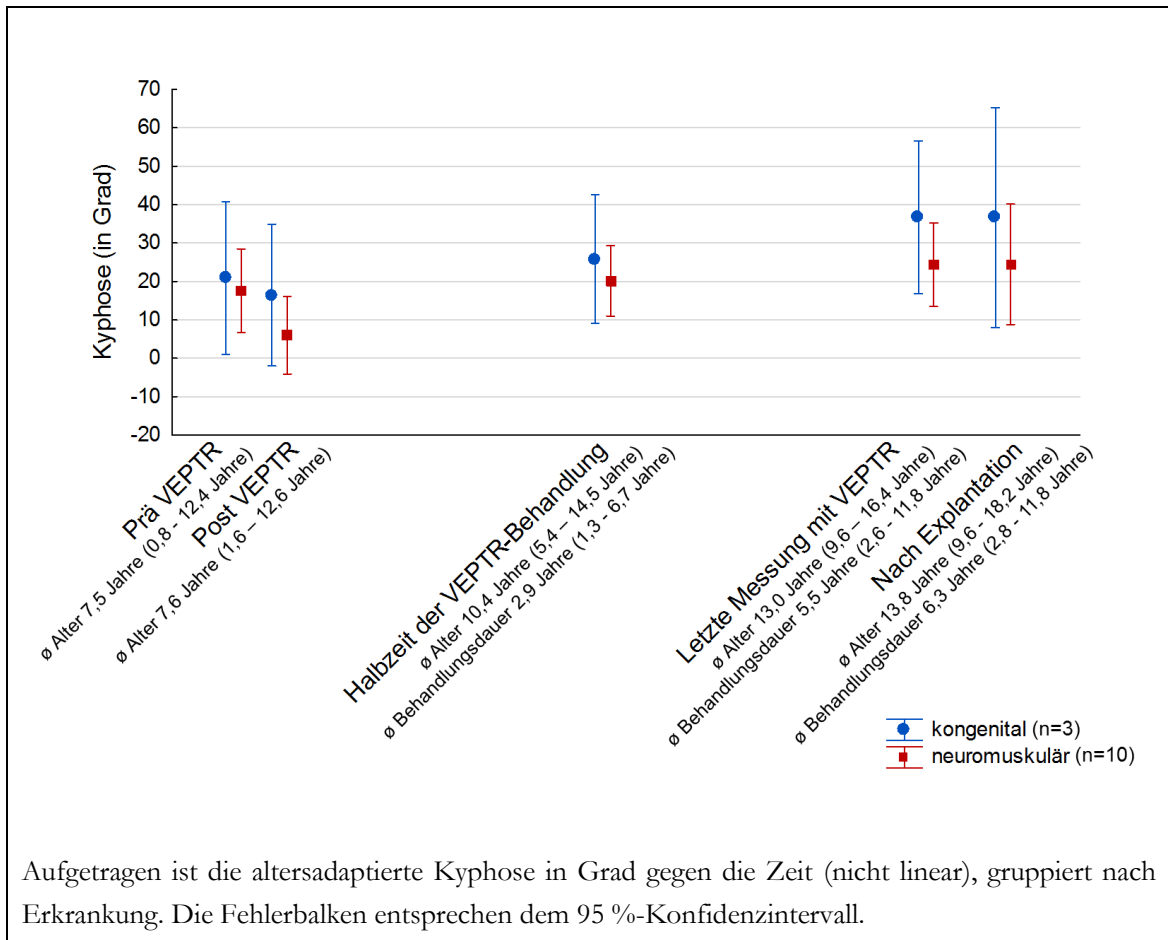 70
60
50
40
30
20
10
0
-10
-20
Kyphose (in Grad)
Prä VEPTR
ø Alter 7,5 Jahre (0,8 - 12,4 Jahre)
Post VEPTR
ø Alter 7,6 Jahre (1,6 – 12,6 Jahre)
Halbzeit der VEPTR-Behandlung
ø Alter 10,4 Jahre (5,4 – 14,5 Jahre)
ø Behandlungsdauer 2,9 Jahre (1,3 - 6,7 Jahre)
Letzte Messung mit VEPTR
ø Alter 13,0 Jahre (9,6 – 16,4 Jahre)
ø Behandlungsdauer 5,5 Jahre (2,6 - 11,8 Jahre)
Nach Explantation
ø Alter 13,8 Jahre (9,6 - 18,2 Jahre)
ø Behandlungsdauer 6,3 Jahre (2,8 - 11,8 Jahre)
kongenital (n=3)
neuromuskulär (n=10)
Aufgetragen ist die altersadaptierte Kyphose in Grad gegen die Zeit (nicht linear), gruppiert nach
Erkrankung. Die Fehlerbalken entsprechen dem 95 %-Konfidenzintervall.